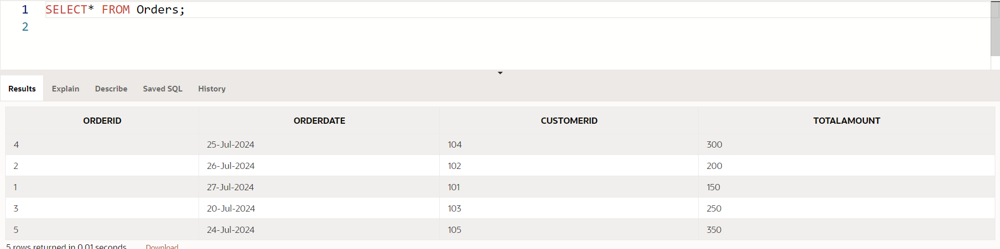 1 SELECT* FROM Orders;
2
Results Explain Describe Saved SQL History
ORDERID ORDERDATE CUSTOMERID TOTALAMOUNT
4 25-Jul-2024 104 300
2 26-Jul-2024 102 200
1 27-Jul-2024 101 150
3 20-Jul-2024 103 250
5 24-Jul-2024 105 350
5 rows returned in 0.01 seconds Download